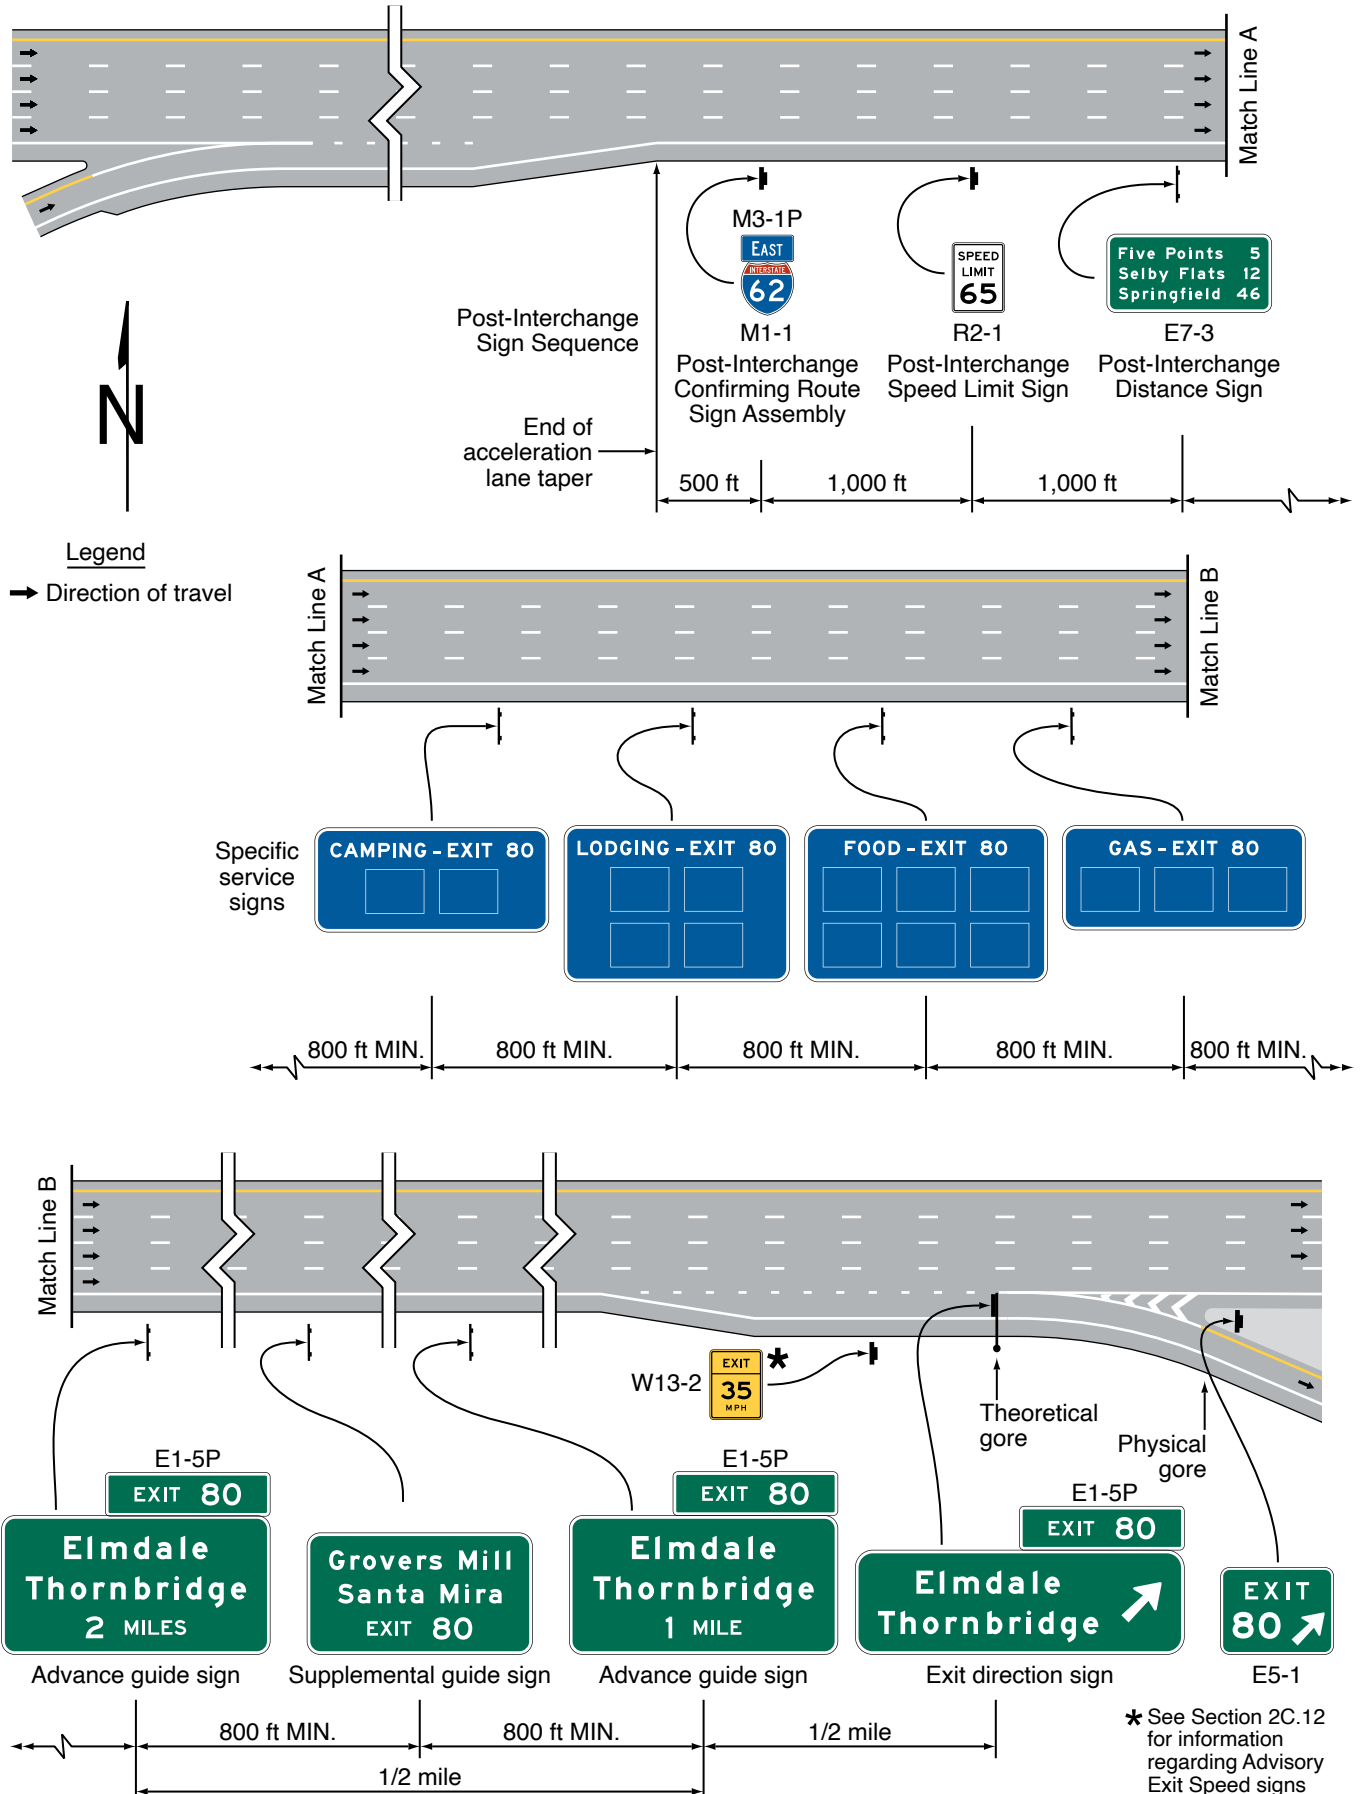 Match Line A
M3-1P
EAST
INTERSTATE
62
M1-1
Post-Interchange
Confirming Route
Sign Assembly
SPEED
LIMIT
65
R2-1
Post-Interchange
Speed Limit Sign
Five Points 5
Selby Flats 12
Springfield 46
E7-3
Post-Interchange
Distance Sign
Post-Interchange
Sign Sequence
End of
acceleration
lane taper
500 ft
1,000 ft
1,000 ft
N
Legend
Direction of travel
Match Line A
Match Line B
Specific
service
signs
CAMPING - EXIT 80
LODGING - EXIT 80
FOOD - EXIT 80
GAS - EXIT 80
800 ft MIN.
800 ft MIN.
800 ft MIN.
800 ft MIN.
800 ft MIN.
Match Line B
W13-2
EXIT
35
MPH
*
Theoretical
gore
Physical
gore
E1-5P
EXIT 80
Elmdale
Thornbridge
2 MILES
Advance guide sign
Grovers Mill
Santa Mira
EXIT 80
Supplemental guide sign
E1-5P
EXIT 80
Elmdale
Thornbridge
1 MILE
Advance guide sign
E1-5P
EXIT 80
Elmdale
Thornbridge
Exit direction sign
EXIT
80
E5-1
800 ft MIN.
800 ft MIN.
1/2 mile
1/2 mile
* See Section 2C.12
for information
regarding Advisory
Exit Speed signs